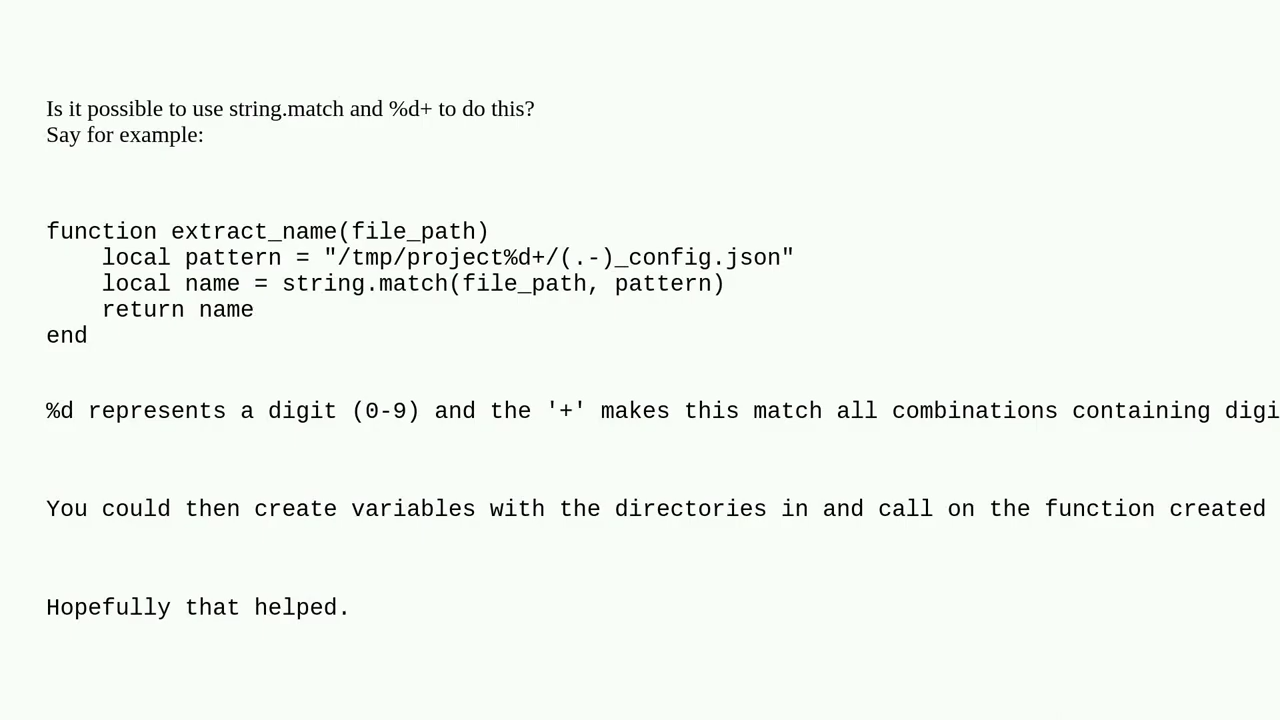 Is it possible to use string.match and %d+ to do this?
Say for example:
function extract_name(file_path)
    local pattern = "/tmp/project%d+/(.-)_config.json"
    local name = string.match(file_path, pattern)
    return name
end
%d represents a digit (0-9) and the '+' makes this match all combinations containing digi
You could then create variables with the directories in and call on the function created
Hopefully that helped.